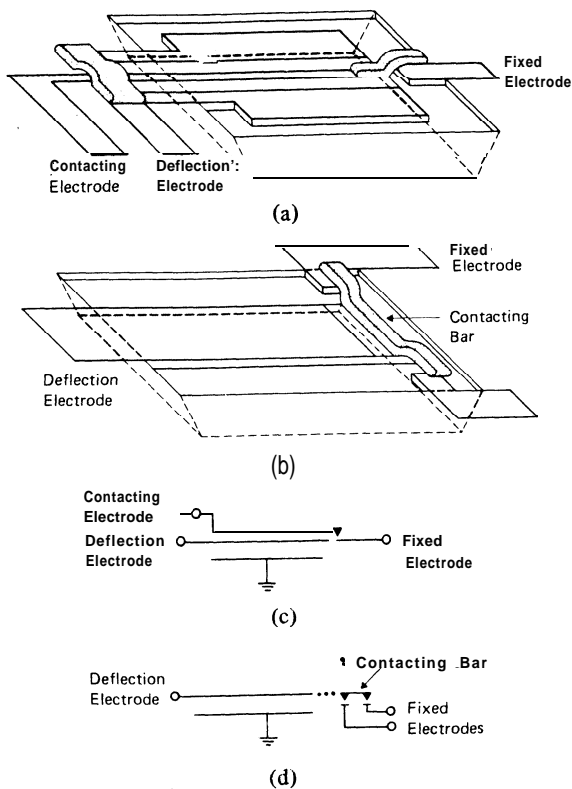 Fixed
Electrode
Contacting
Electrode
Deflection':
Electrode
(a)
Fixed
Electrode
Contacting
Bar
Deflection
Electrode
(b)
Contacting
Electrode
Deflection
Electrode
Fixed
Electrode
(c)
Contacting Bar
Deflection
Electrode
Fixed
Electrodes
(d)